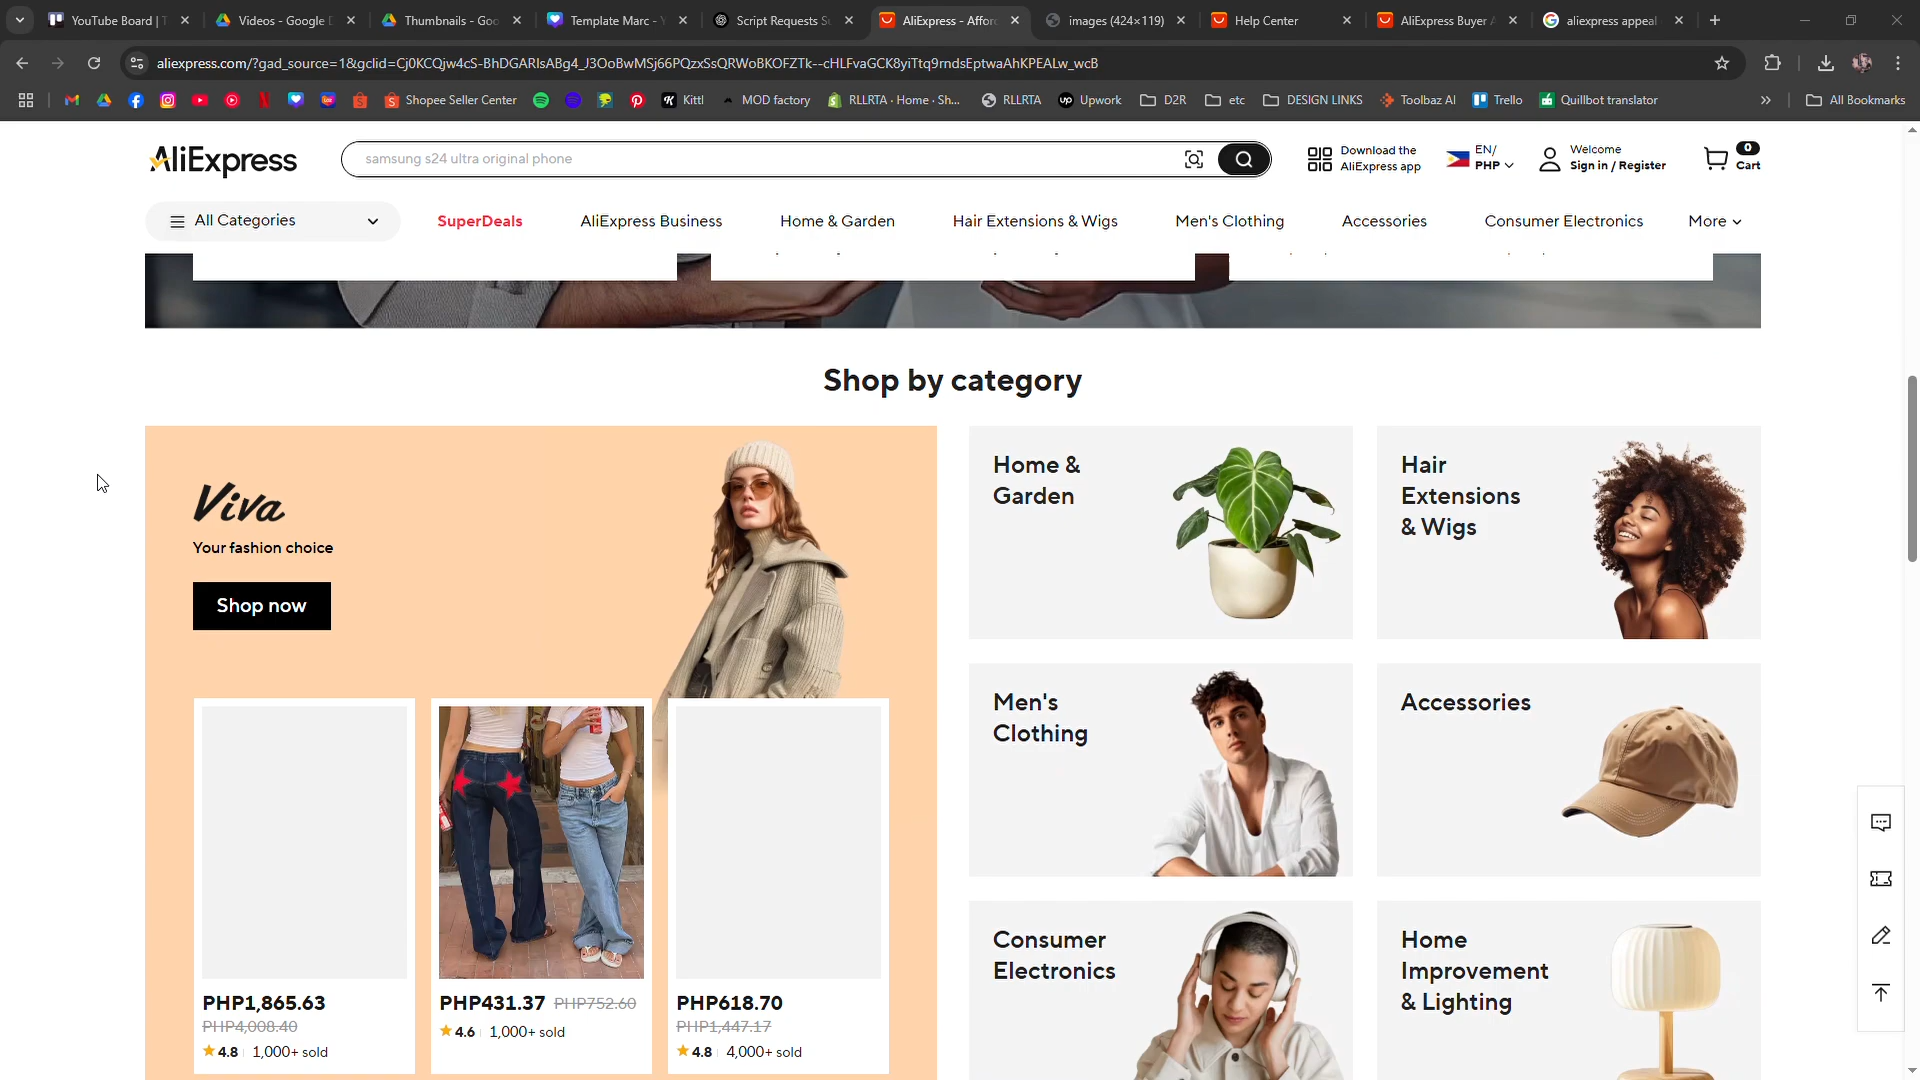 YouTube Board | T
Videos - Google D
Thumbnails - Goo
Template Marc - Y
Script Requests Su
AliExpress - Affor
images (424×119)
Help Center
AliExpress Buyer A
aliexpress appeal
aliexpress.com/?gad_source=1&gclid=Cj0KCQjw4cS-BhDGARIsABg4_J3OoBwMSj66PQzxSsQRWoBKOFZTk--cHLFvaGCK8yiTtq9rndsEptwaAhKPEALw_wcB
Shopee Seller Center
Kittl
MOD factory
RLLRTA · Home · Sh...
RLLRTA
Upwork
D2R
etc
DESIGN LINKS
Toolbaz AI
Trello
Quillbot translator
All Bookmarks
AliExpress
samsung s24 ultra original phone
Download the
AliExpress app
EN/
PHP
Welcome
Sign in / Register
0
Cart
All Categories
SuperDeals
AliExpress Business
Home & Garden
Hair Extensions & Wigs
Men's Clothing
Accessories
Consumer Electronics
More
Shop by category
Viva
Your fashion choice
Shop now
PHP1,865.63
PHP4,008.40
4.8 1,000+ sold
PHP431.37 PHP752.60
4.6 1,000+ sold
PHP618.70
PHP1,447.17
4.8 4,000+ sold
Home &
Garden
Hair
Extensions
& Wigs
Men's
Clothing
Accessories
Consumer
Electronics
Home
Improvement
& Lighting